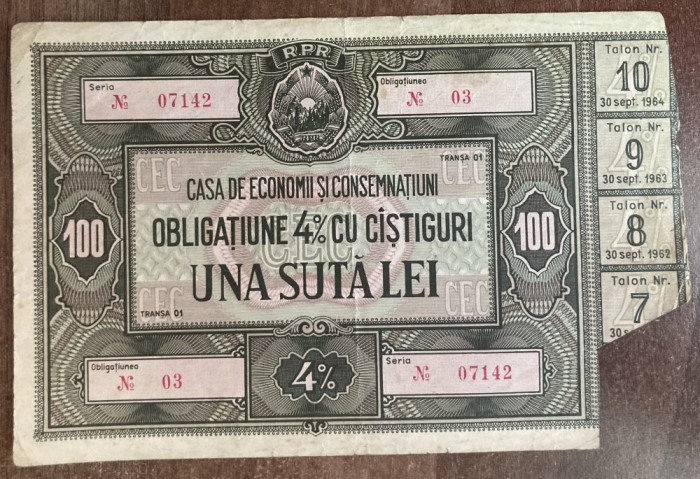 RPR
Seria
№ 07142
Obligațiunea
№ 03
TRANȘA 01
CEC CEC
CASA DE ECONOMII ȘI CONSEMNAȚIUNI
OBLIGAȚIUNE 4% CU CÎȘTIGURI
100 100
CEC
UNA SUTĂ LEI
CEC CEC
TRANȘA 01
Obligațiunea
№ 03
4%
Seria
№ 07142
Talon Nr.
10
30 sept. 1964
Talon Nr.
9
30 sept. 1963
Talon Nr.
8
30 sept. 1962
Talon Nr.
7
30 sept